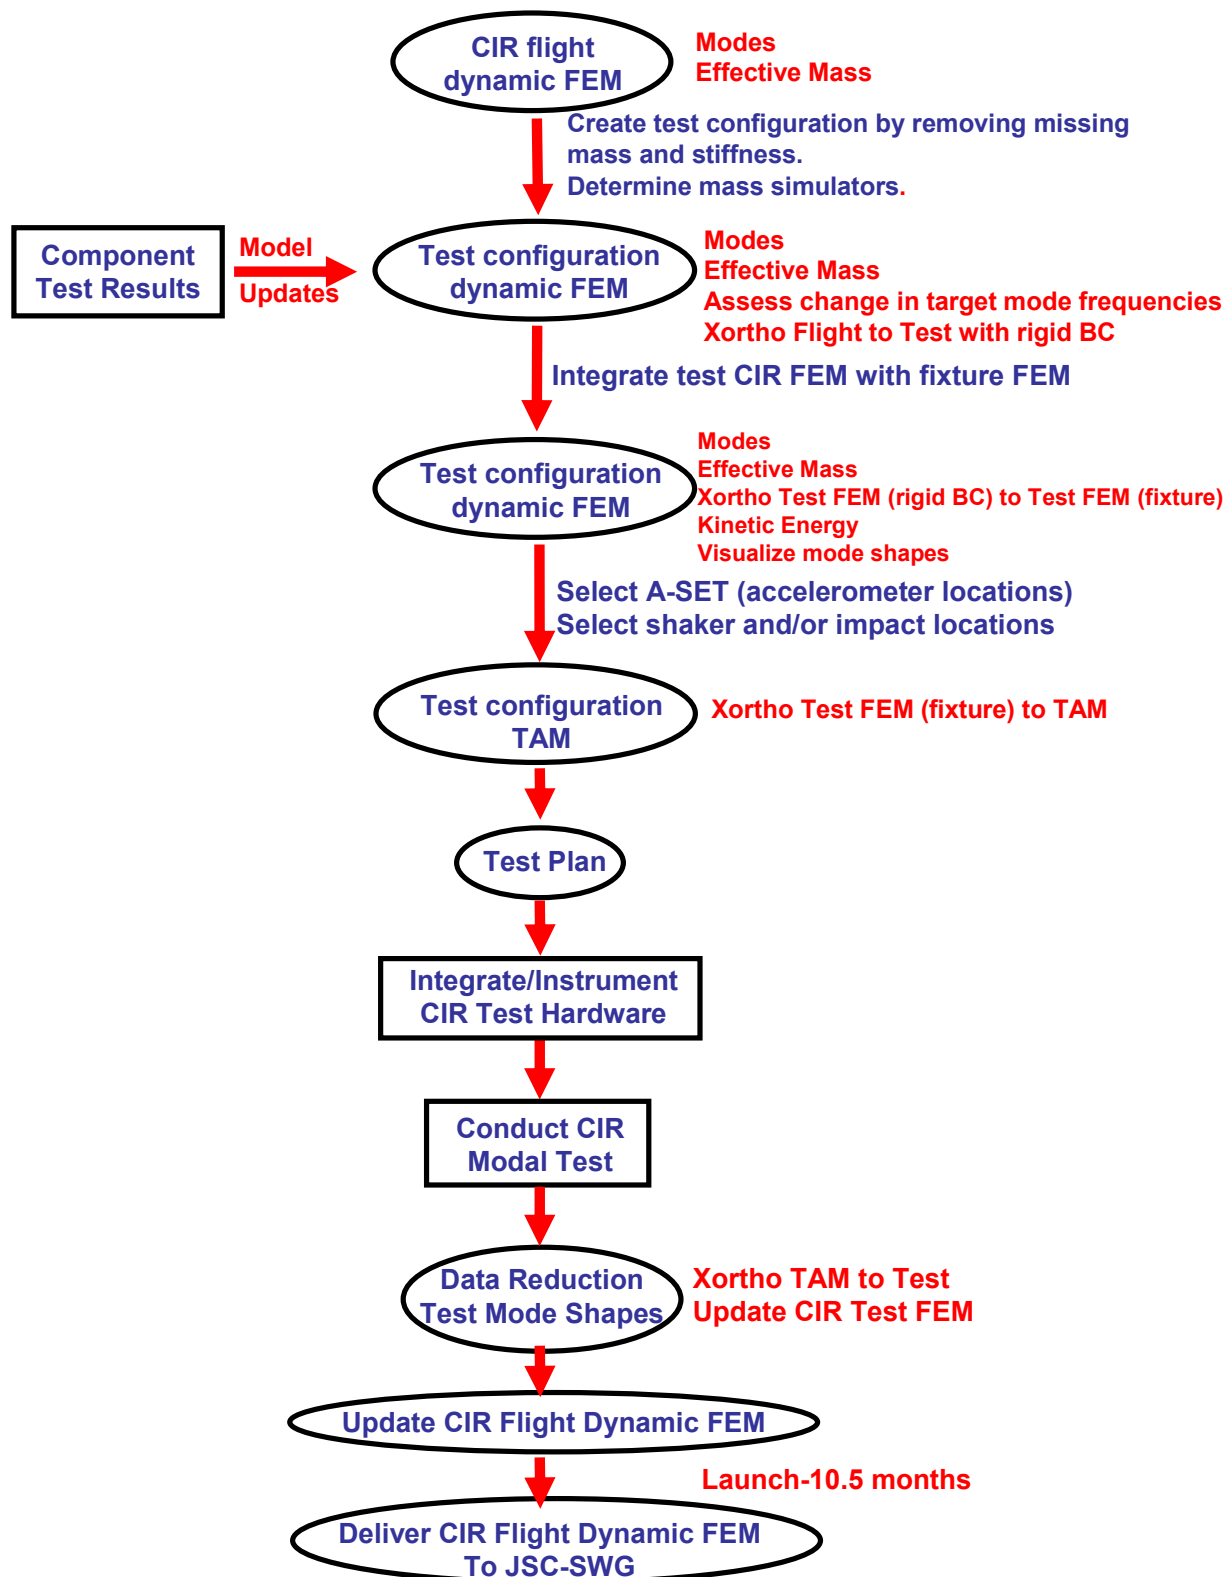 CIR flight
dynamic FEM
Modes
Effective Mass
Create test configuration by removing missing
mass and stiffness.
Determine mass simulators.
Component
Test Results
Model
Updates
Test configuration
dynamic FEM
Modes
Effective Mass
Assess change in target mode frequencies
Xortho Flight to Test with rigid BC
Integrate test CIR FEM with fixture FEM
Test configuration
dynamic FEM
Modes
Effective Mass
Xortho Test FEM (rigid BC) to Test FEM (fixture)
Kinetic Energy
Visualize mode shapes
Select A-SET (accelerometer locations)
Select shaker and/or impact locations
Test configuration
TAM
Xortho Test FEM (fixture) to TAM
Test Plan
Integrate/Instrument
CIR Test Hardware
Conduct CIR
Modal Test
Data Reduction
Test Mode Shapes
Xortho TAM to Test
Update CIR Test FEM
Update CIR Flight Dynamic FEM
Launch-10.5 months
Deliver CIR Flight Dynamic FEM
To JSC-SWG